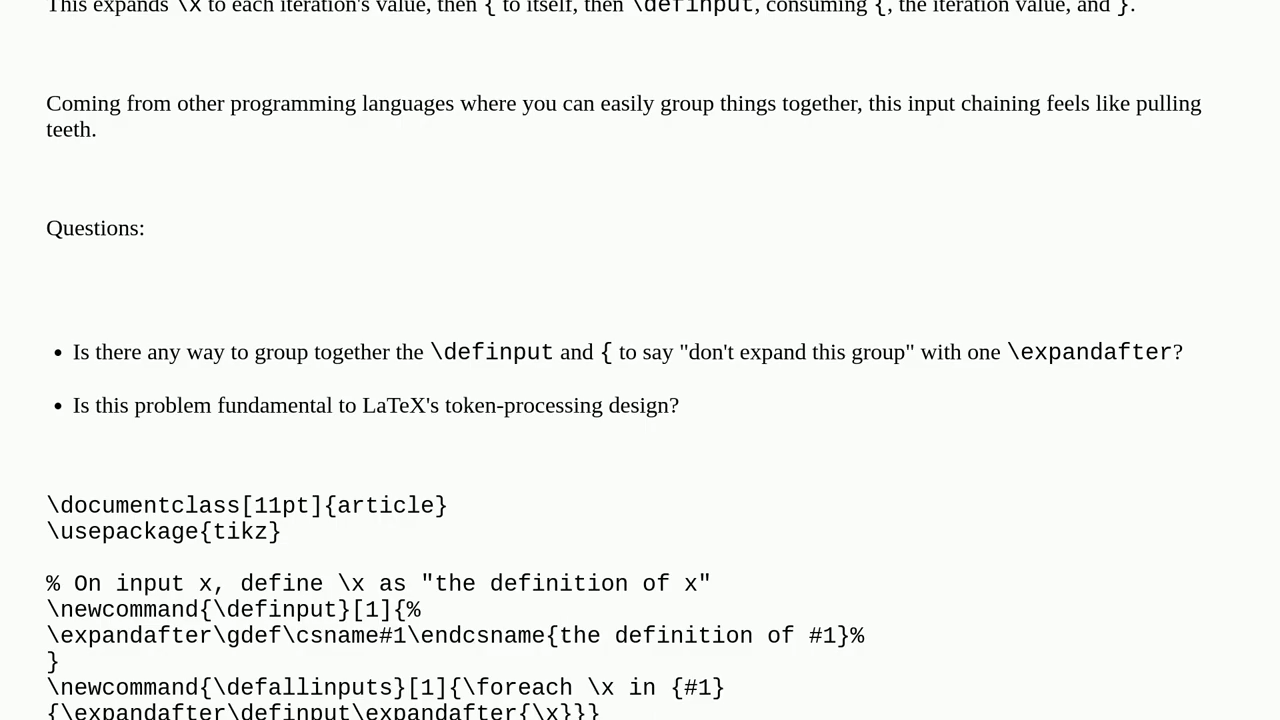 This expands \x to each iteration's value, then { to itself, then \definput, consuming {, the iteration value, and }.
Coming from other programming languages where you can easily group things together, this input chaining feels like pulling
teeth.
Questions:
• Is there any way to group together the \definput and { to say "don't expand this group" with one \expandafter?
• Is this problem fundamental to LaTeX's token-processing design?
\documentclass[11pt]{article}
\usepackage{tikz}
% On input x, define \x as "the definition of x"
\newcommand{\definput}[1]{%
\expandafter\gdef\csname#1\endcsname{the definition of #1}%
}
\newcommand{\defallinputs}[1]{\foreach \x in {#1}
{\expandafter\definput\expandafter{\x}}}